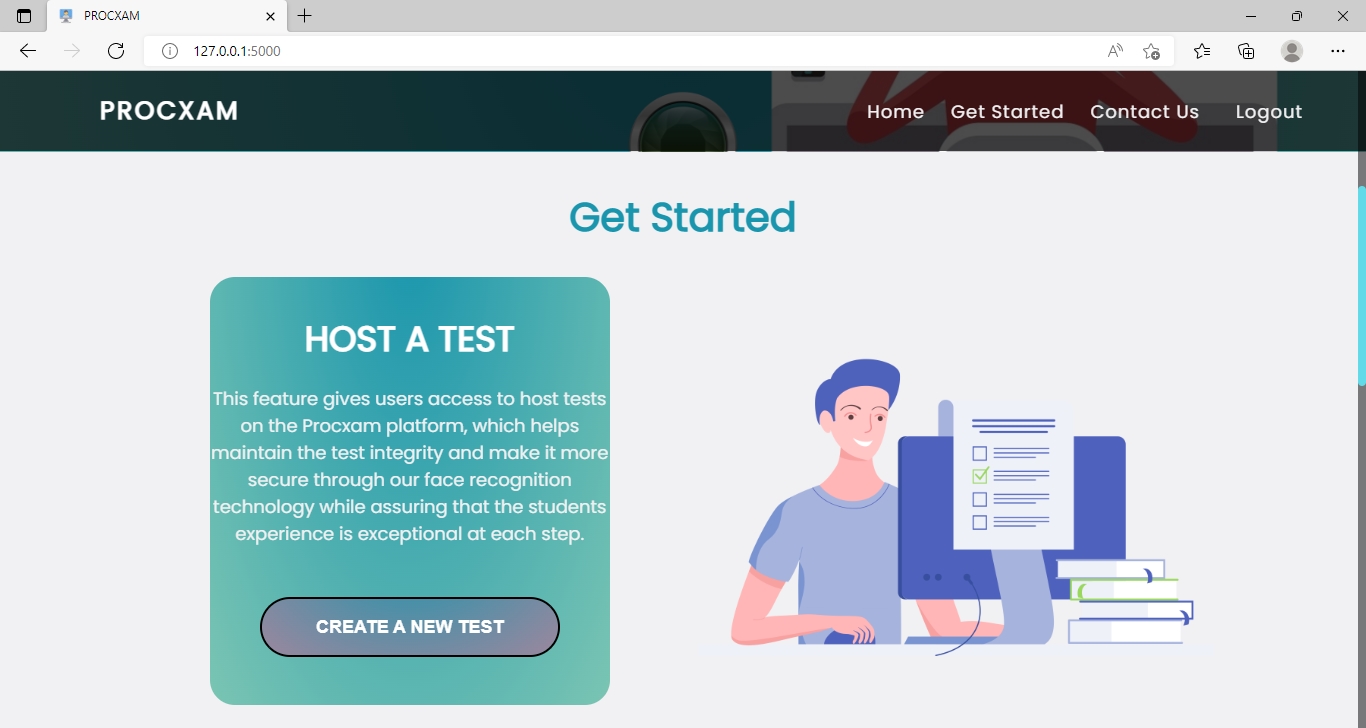 PROCXAM
127.0.0.1:5000
PROCXAM
Home Get Started Contact Us Logout
Get Started
HOST A TEST
This feature gives users access to host tests
on the Procxam platform, which helps
maintain the test integrity and make it more
secure through our face recognition
technology while assuring that the students
experience is exceptional at each step.
CREATE A NEW TEST